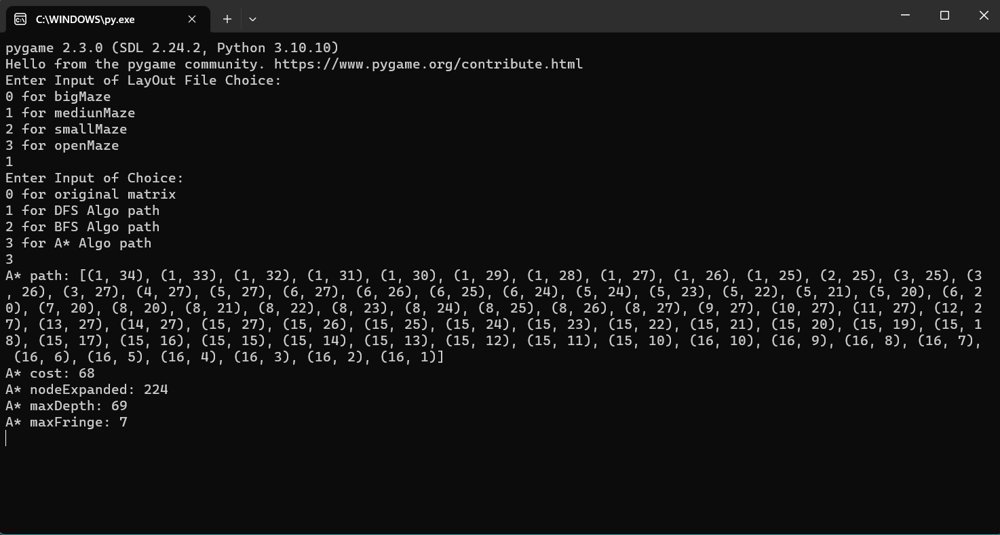 C:\WINDOWS\py.exe
pygame 2.3.0 (SDL 2.24.2, Python 3.10.10)
Hello from the pygame community. https://www.pygame.org/contribute.html
Enter Input of LayOut File Choice:
0 for bigMaze
1 for mediunMaze
2 for smallMaze
3 for openMaze
1
Enter Input of Choice:
0 for original matrix
1 for DFS Algo path
2 for BFS Algo path
3 for A* Algo path
3
A* path: [(1, 34), (1, 33), (1, 32), (1, 31), (1, 30), (1, 29), (1, 28), (1, 27), (1, 26), (1, 25), (2, 25), (3, 25), (3
, 26), (3, 27), (4, 27), (5, 27), (6, 27), (6, 26), (6, 25), (6, 24), (5, 24), (5, 23), (5, 22), (5, 21), (5, 20), (6, 2
0), (7, 20), (8, 20), (8, 21), (8, 22), (8, 23), (8, 24), (8, 25), (8, 26), (8, 27), (9, 27), (10, 27), (11, 27), (12, 2
7), (13, 27), (14, 27), (15, 27), (15, 26), (15, 25), (15, 24), (15, 23), (15, 22), (15, 21), (15, 20), (15, 19), (15, 1
8), (15, 17), (15, 16), (15, 15), (15, 14), (15, 13), (15, 12), (15, 11), (15, 10), (16, 10), (16, 9), (16, 8), (16, 7),
 (16, 6), (16, 5), (16, 4), (16, 3), (16, 2), (16, 1)]
A* cost: 68
A* nodeExpanded: 224
A* maxDepth: 69
A* maxFringe: 7